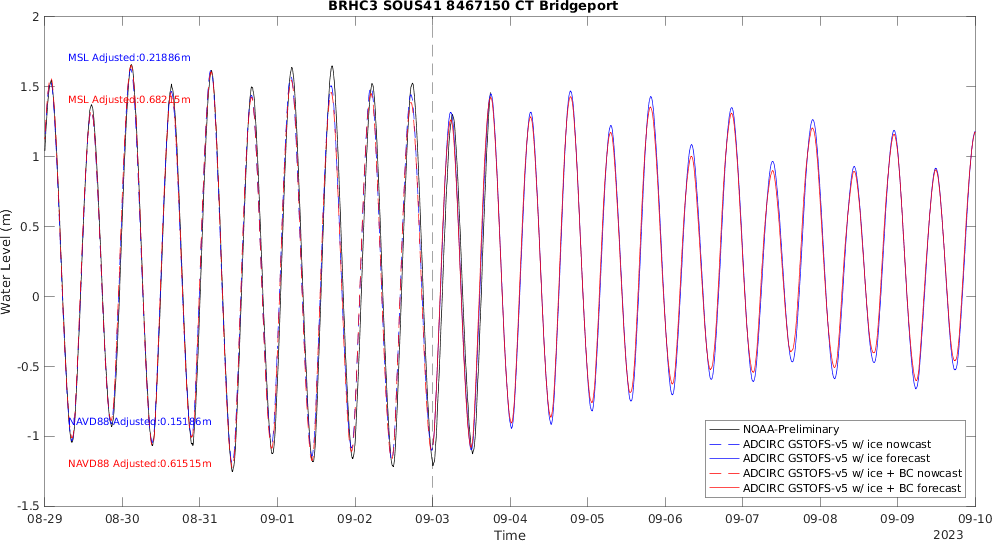 BRHC3 SOUS41 8467150 CT Bridgeport
2
1.5
1
0.5
0
-0.5
-1
-1.5
Water Level (m)
MSL Adjusted:0.21886m
MSL Adjusted:0.68215m
NAVD88 Adjusted:0.15186m
NAVD88 Adjusted:0.61515m
NOAA-Preliminary
ADCIRC GSTOFS-v5 w/ ice nowcast
ADCIRC GSTOFS-v5 w/ ice forecast
ADCIRC GSTOFS-v5 w/ ice + BC nowcast
ADCIRC GSTOFS-v5 w/ ice + BC forecast
08-29 08-30 08-31 09-01 09-02 09-03 09-04 09-05 09-06 09-07 09-08 09-09 09-10
Time
2023